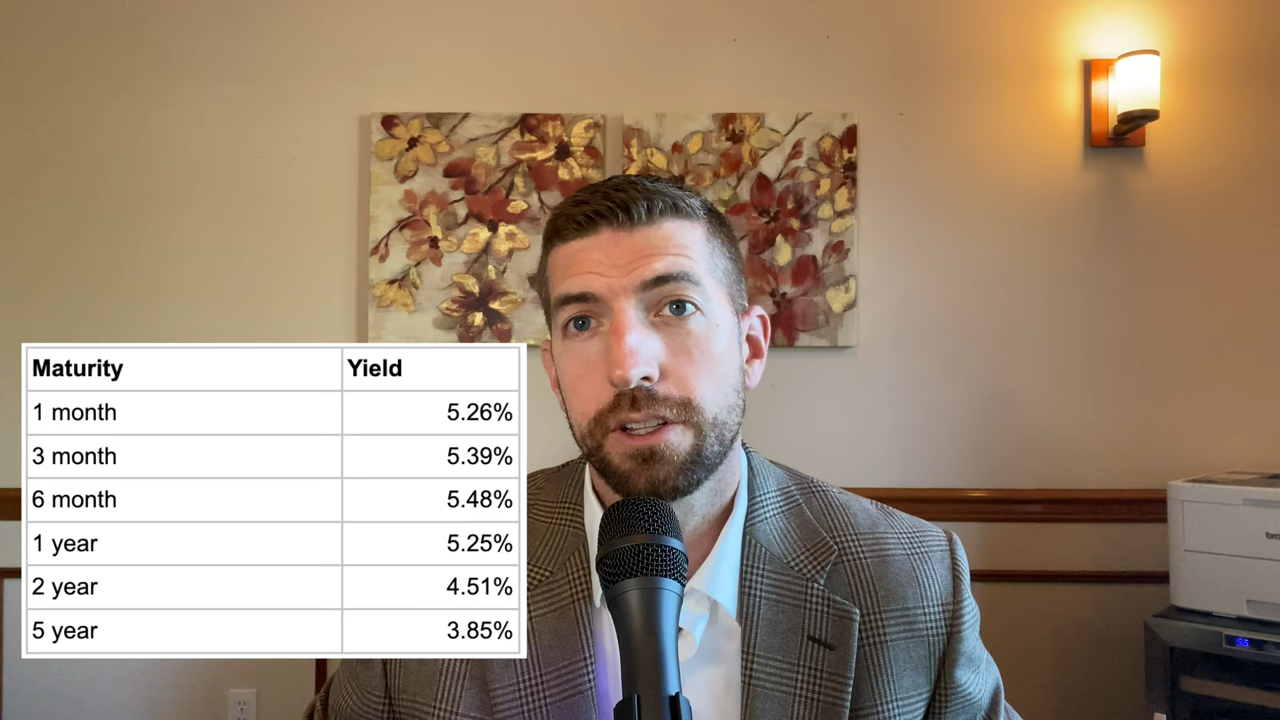 Maturity Yield
1 month 5.26%
3 month 5.39%
6 month 5.48%
1 year 5.25%
2 year 4.51%
5 year 3.85%
55